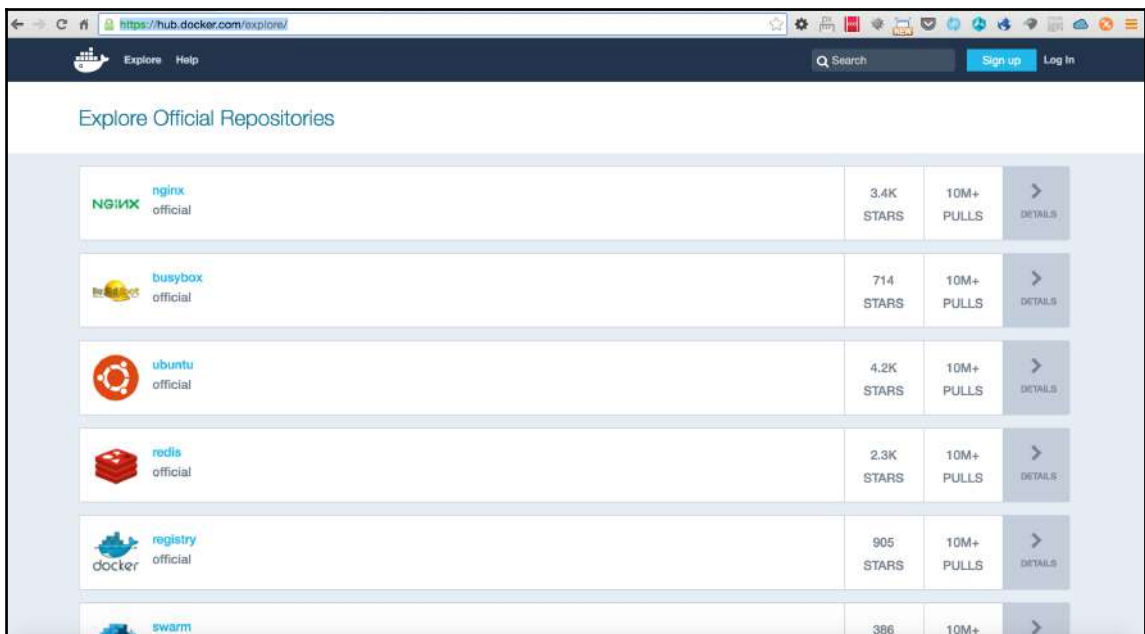 https://hub.docker.com/explore/
NEW
Explore Help
Search
Sign up Log In
Explore Official Repositories
NGINX
nginx
official
3.4K
STARS
10M+
PULLS
DETAILS
busybox
official
714
STARS
10M+
PULLS
DETAILS
ubuntu
official
4.2K
STARS
10M+
PULLS
DETAILS
redis
official
2.3K
STARS
10M+
PULLS
DETAILS
docker
registry
official
905
STARS
10M+
PULLS
DETAILS
swarm
386
10M+